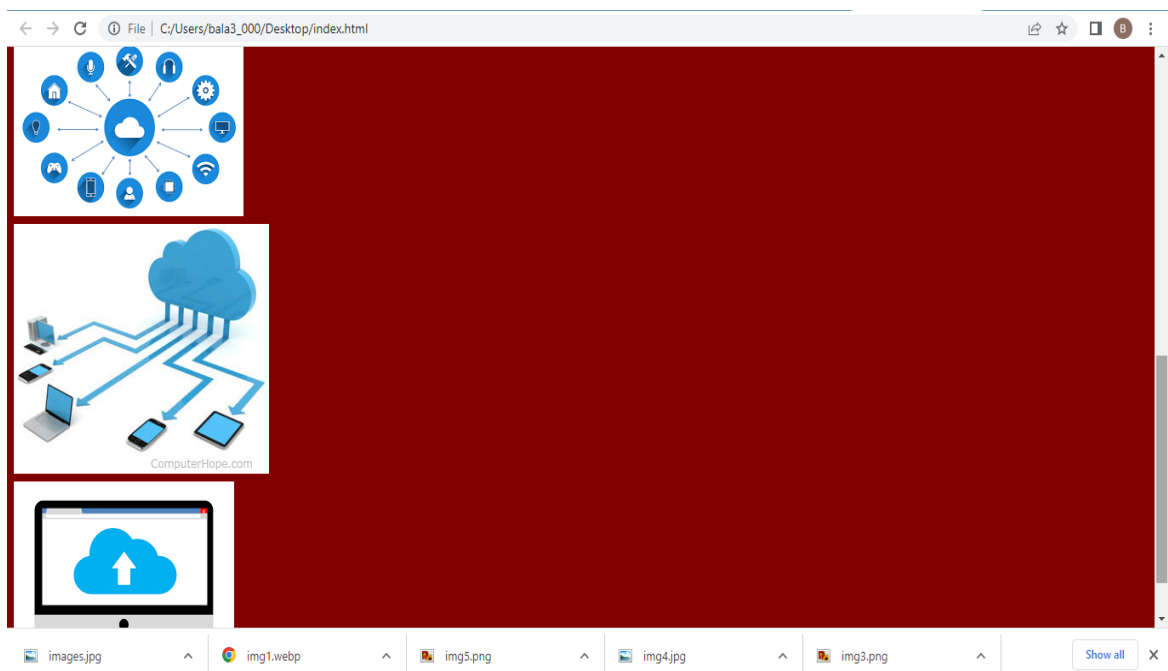 File | C:/Users/bala3_000/Desktop/index.html
B
ComputerHope.com
images.jpg
img1.webp
img5.png
img4.jpg
img3.png
Show all